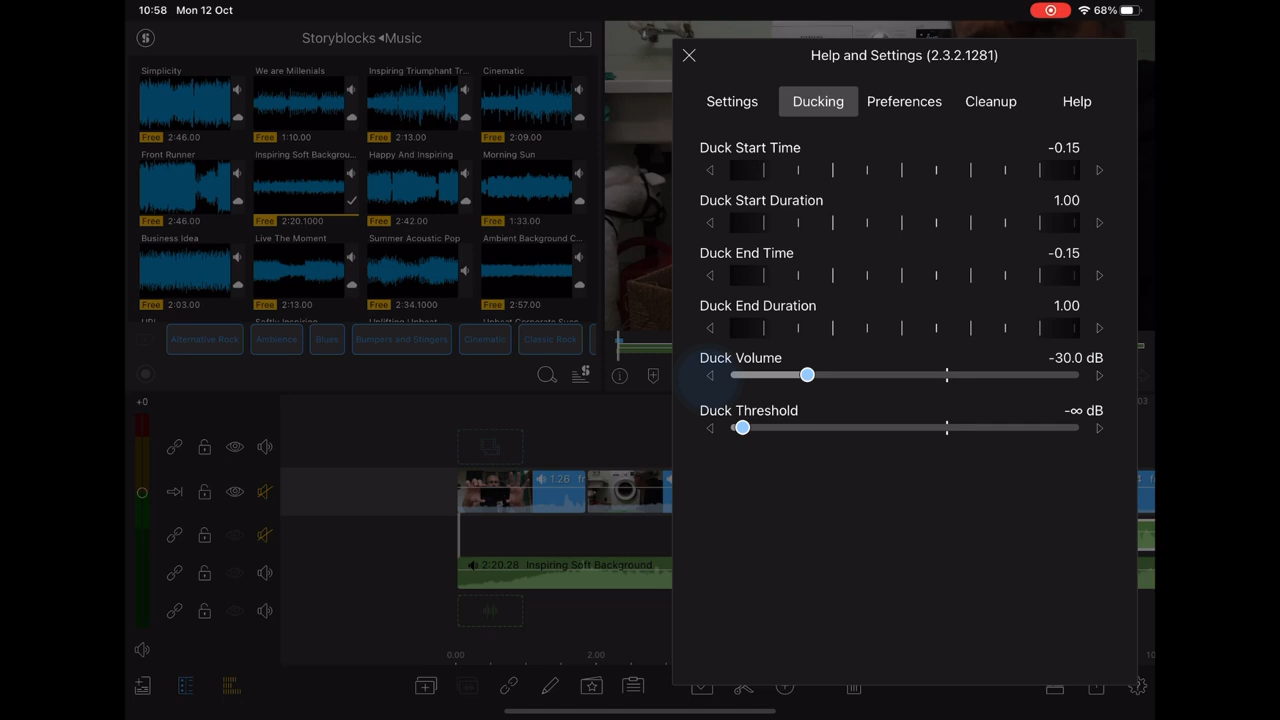 10:58 Mon 12 Oct
68%
Storyblocks ◂Music
Simplicity
We are Millenials
Inspiring Triumphant Tr...
Cinematic
Free 2:46.00
Free 1:10.00
Free 2:13.00
Free 2:09.00
Front Runner
Inspiring Soft Backgrou...
Happy And Inspiring
Morning Sun
Free 2:46.00
Free 2:20.1000
Free 2:42.00
Free 1:33.00
Business Idea
Live The Moment
Summer Acoustic Pop
Ambient Background C...
Free 2:03.00
Free 2:13.00
Free 2:34.1000
Free 2:57.00
Alternative Rock
Ambience
Blues
Bumpers and Stingers
Cinematic
Classic Rock
Help and Settings (2.3.2.1281)
Settings
Ducking
Preferences
Cleanup
Help
Duck Start Time -0.15
Duck Start Duration 1.00
Duck End Time -0.15
Duck End Duration 1.00
Duck Volume -30.0 dB
Duck Threshold -∞ dB
+0
1.26 fr
2:20.28 Inspiring Soft Background
0.00
2.00